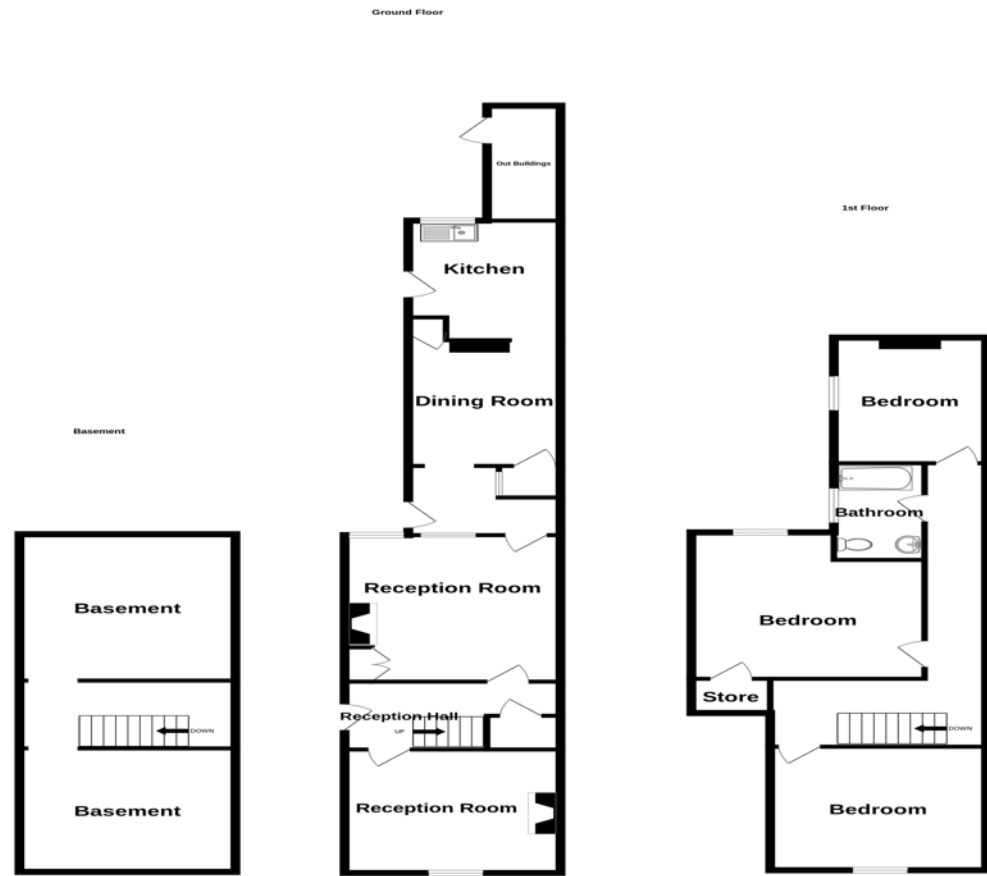 Ground Floor
Out Buildings
1st Floor
Kitchen
Dining Room
Bedroom
Basement
Bathroom
Reception Room
Basement
Bedroom
Store
Reception Hall
UP
DOWN
DOWN
Reception Room
Basement
Bedroom